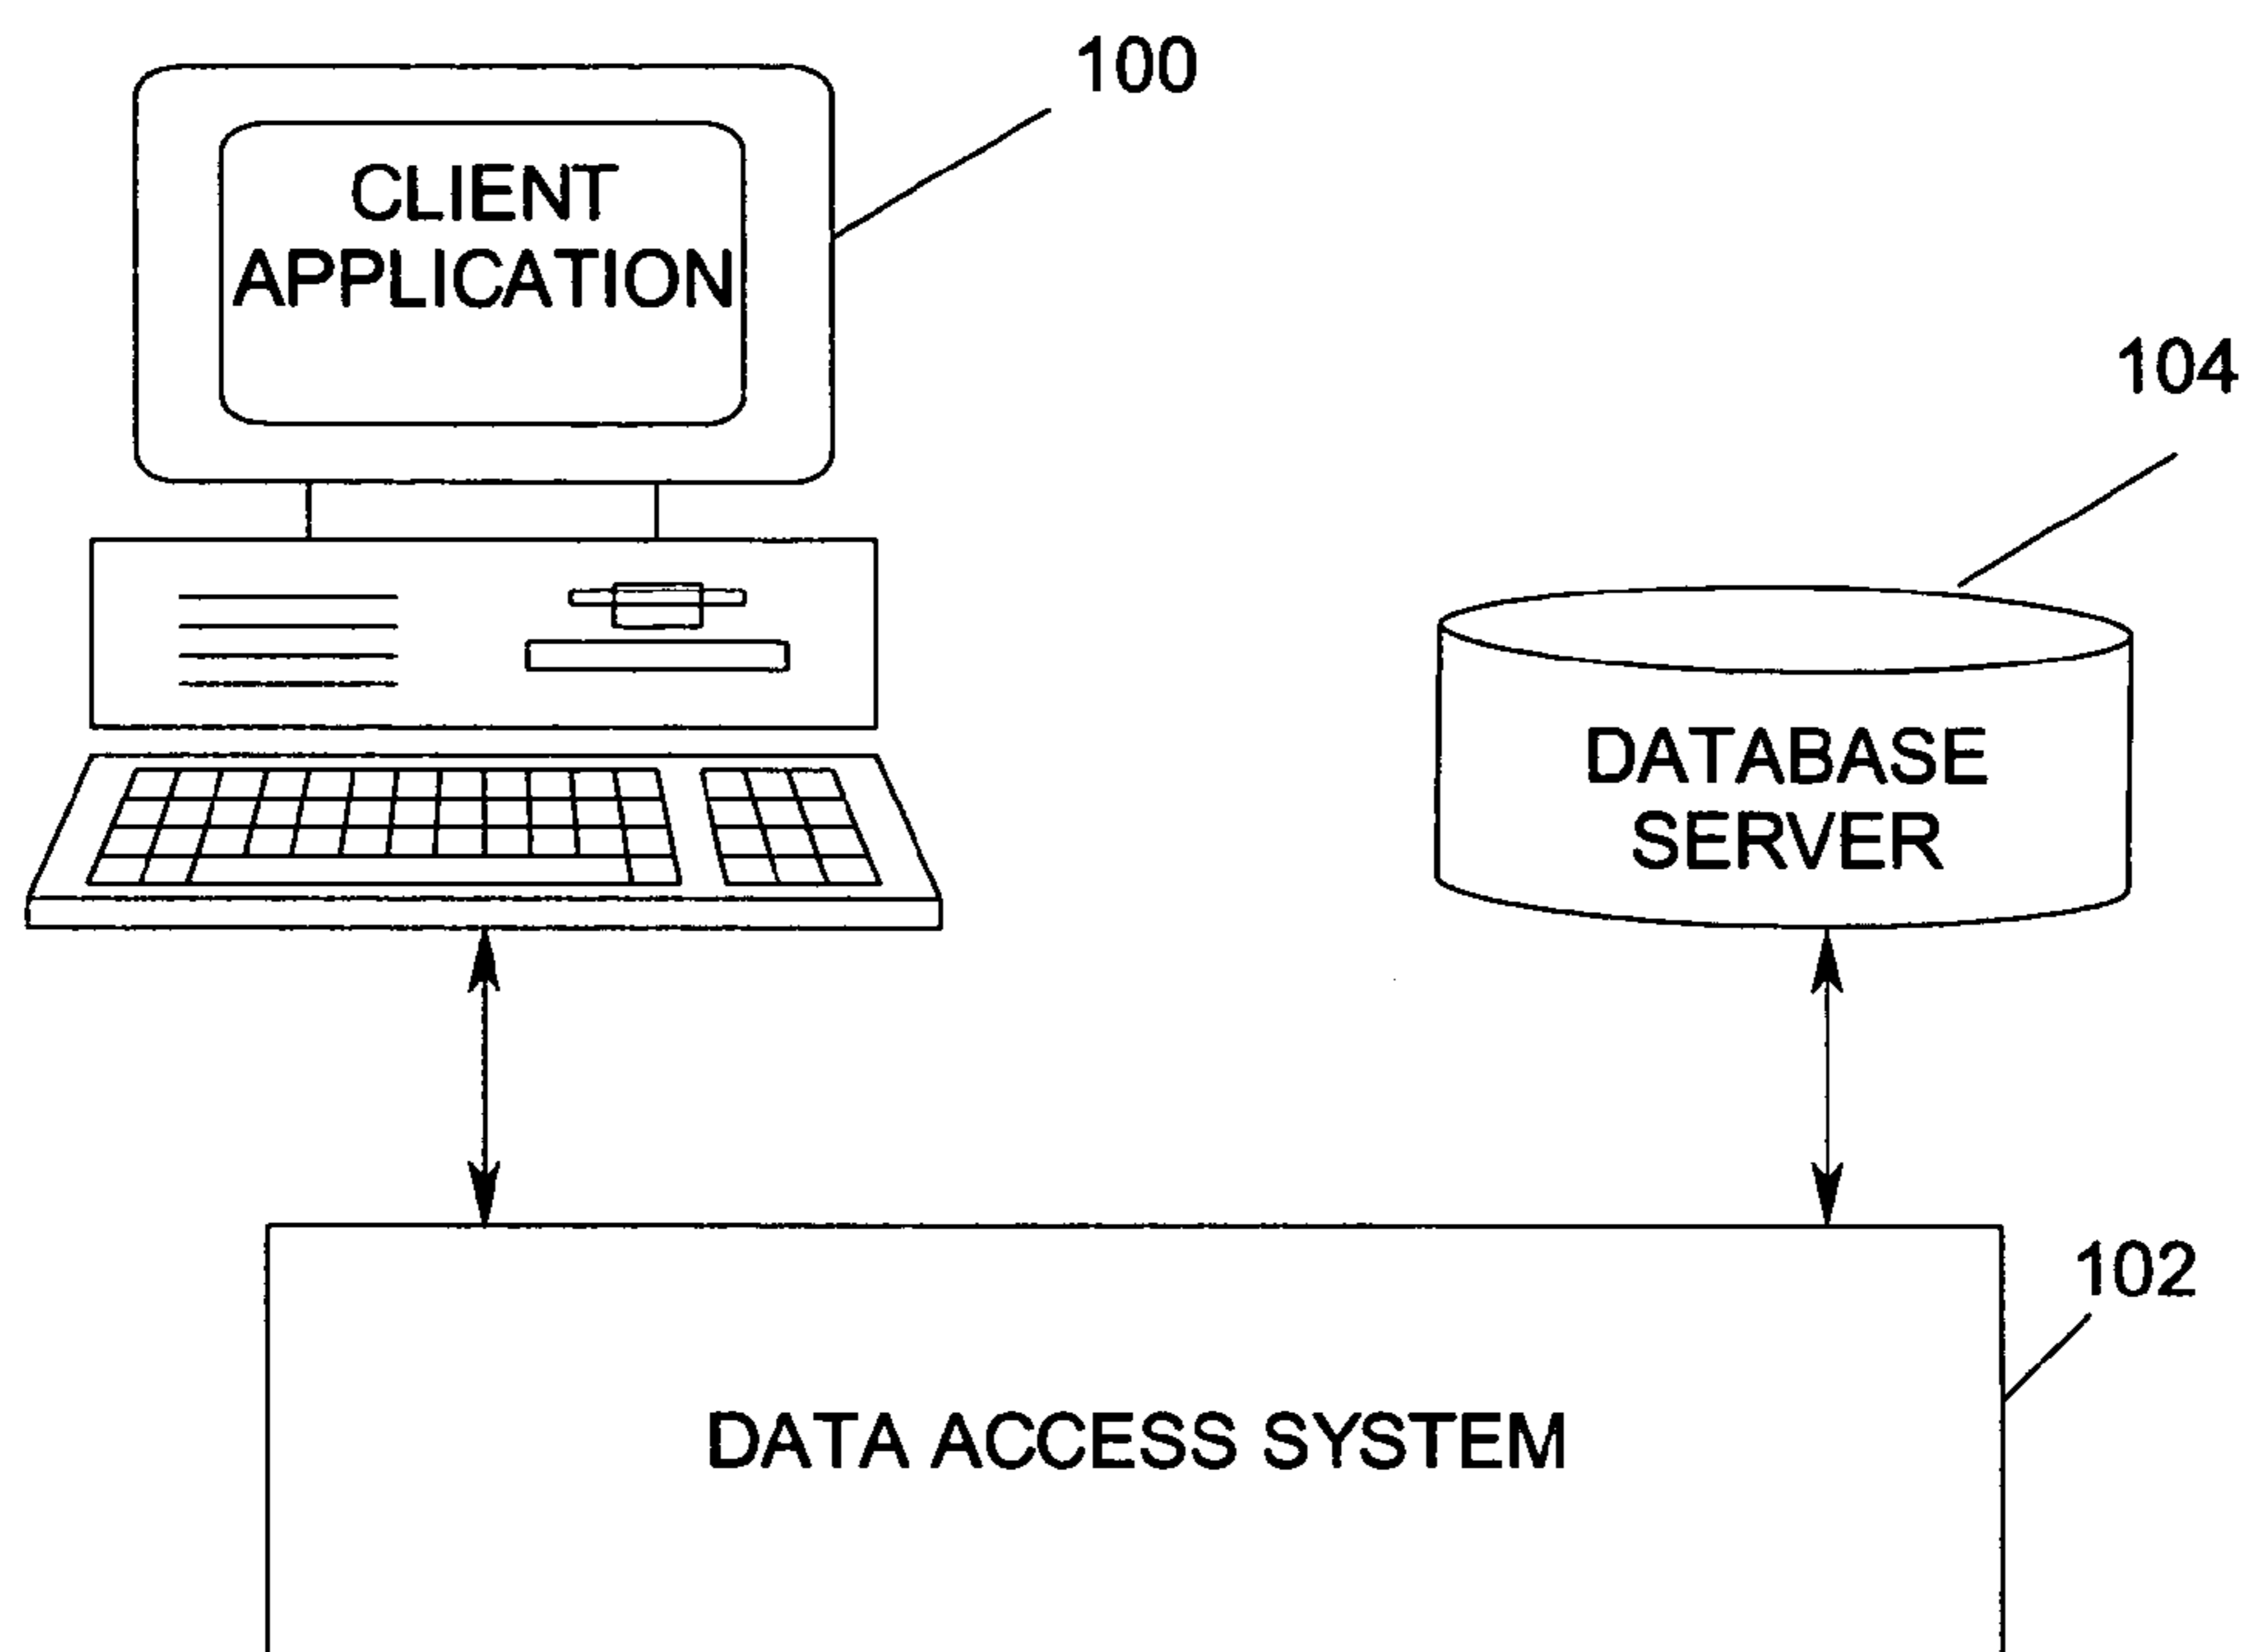 100
CLIENT
APPLICATION
104
DATABASE
SERVER
102
DATA ACCESS SYSTEM